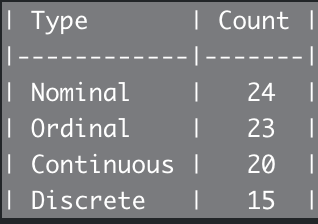 | Type        | Count |
|-------------|-------|
| Nominal     |   24  |
| Ordinal     |   23  |
| Continuous  |   20  |
| Discrete    |   15  |